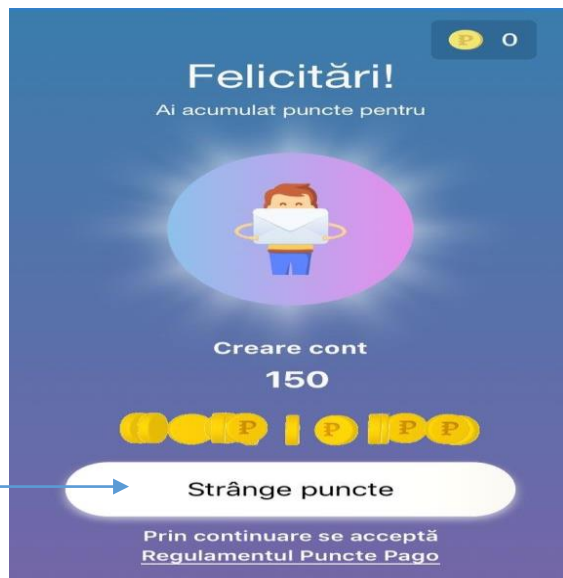 0
Felicitări!
Ai acumulat puncte pentru
Creare cont
150
Strânge puncte
Prin continuare se acceptă
Regulamentul Puncte Pago